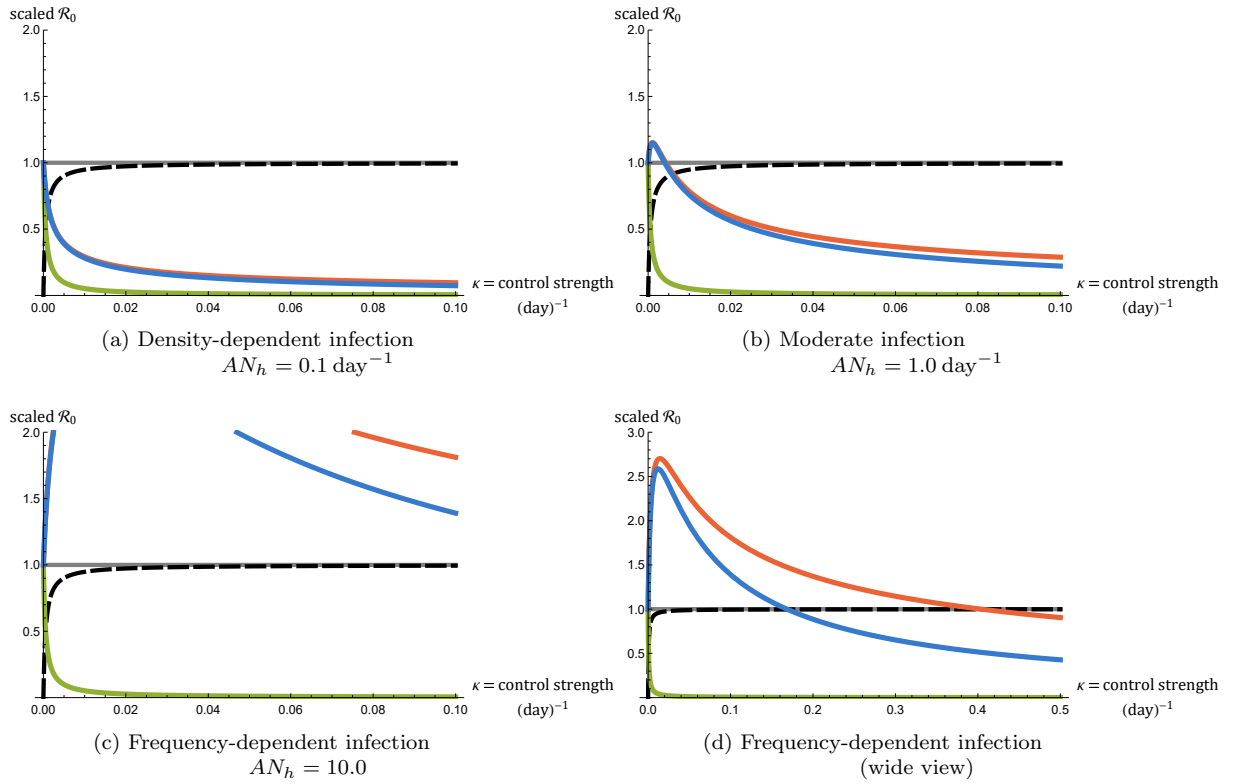 scaled R₀
2.0
1.5
1.0
0.5
0.00 0.02 0.04 0.06 0.08 0.10
κ = control strength
(day)⁻¹
(a) Density-dependent infection
AN_h = 0.1 day⁻¹
scaled R₀
2.0
1.5
1.0
0.5
0.00 0.02 0.04 0.06 0.08 0.10
κ = control strength
(day)⁻¹
(b) Moderate infection
AN_h = 1.0 day⁻¹
scaled R₀
2.0
1.5
1.0
0.5
0.00 0.02 0.04 0.06 0.08 0.10
κ = control strength
(day)⁻¹
(c) Frequency-dependent infection
AN_h = 10.0
scaled R₀
3.0
2.5
2.0
1.5
1.0
0.5
0.0 0.1 0.2 0.3 0.4 0.5
κ = control strength
(day)⁻¹
(d) Frequency-dependent infection
(wide view)